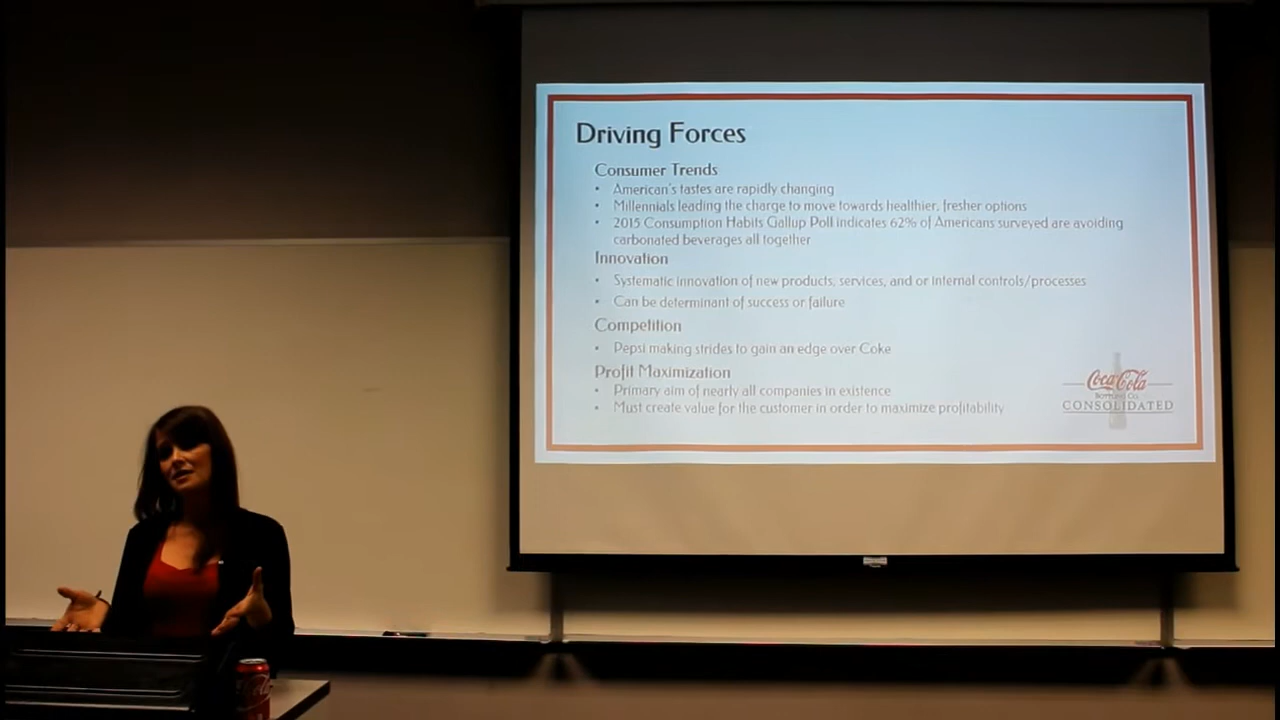 Driving Forces
Consumer Trends
• American's tastes are rapidly changing
• Millennials leading the charge to move towards healthier, fresher options
• 2015 Consumption Habits Gallup Poll indicates 62% of Americans surveyed are avoiding
carbonated beverages all together
Innovation
• Systematic innovation of new products, services, and or internal controls/processes
• Can be determinant of success or failure
Competition
• Pepsi making strides to gain an edge over Coke
Profit Maximization
• Primary aim of nearly all companies in existence
• Must create value for the customer in order to maximize profitability
Coca-Cola
BOTTLING CO.
CONSOLIDATED